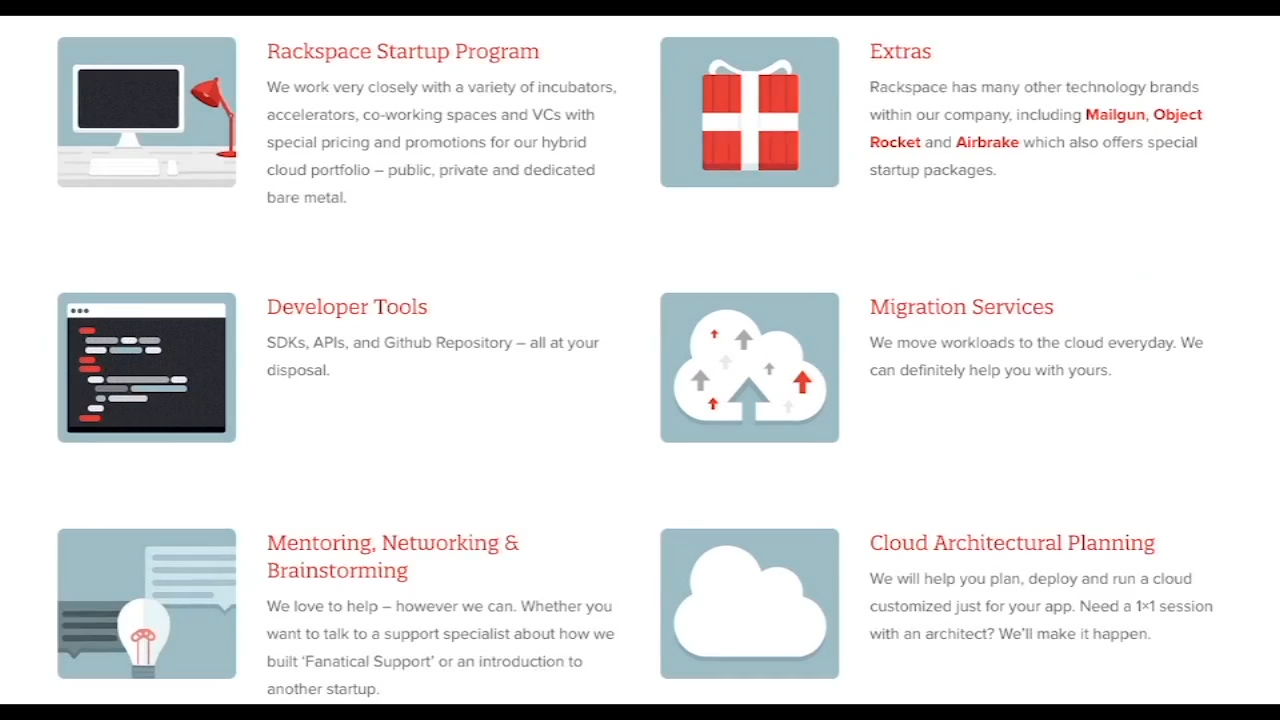 Rackspace Startup Program
We work very closely with a variety of incubators,
accelerators, co-working spaces and VCs with
special pricing and promotions for our hybrid
cloud portfolio – public, private and dedicated
bare metal.
Extras
Rackspace has many other technology brands
within our company, including Mailgun, Object
Rocket and Airbrake which also offers special
startup packages.
Developer Tools
SDKs, APIs, and Github Repository – all at your
disposal.
Migration Services
We move workloads to the cloud everyday. We
can definitely help you with yours.
Mentoring, Networking &
Brainstorming
We love to help – however we can. Whether you
want to talk to a support specialist about how we
built ‘Fanatical Support’ or an introduction to
another startup.
Cloud Architectural Planning
We will help you plan, deploy and run a cloud
customized just for your app. Need a 1×1 session
with an architect? We’ll make it happen.